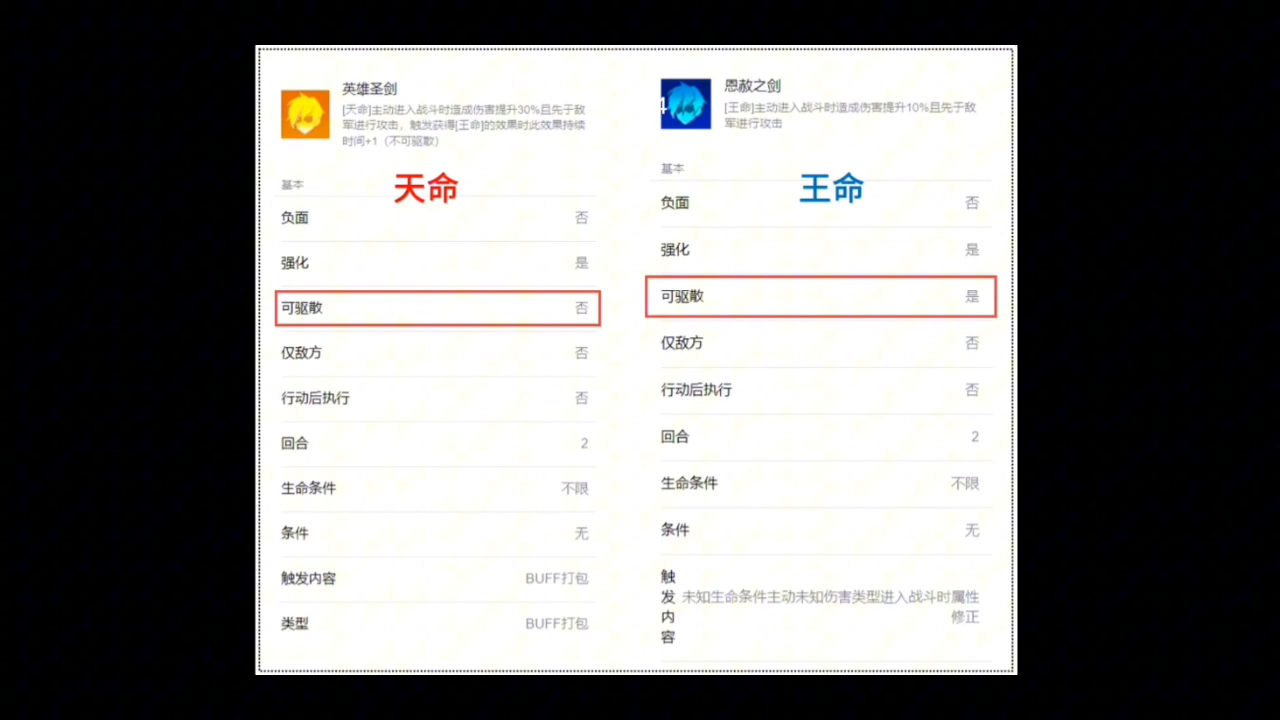 英雄圣剑
[天命]主动进入战斗时造成伤害提升30%且先于敌
军进行攻击，触发获得[王命]的效果时此效果持续
时间+1（不可驱散）
基本
天命
负面 否
强化 是
可驱散 否
仅敌方 否
行动后执行 否
回合 2
生命条件 不限
条件 无
触发内容 BUFF打包
类型 BUFF打包
4
恩赦之剑
[王命]主动进入战斗时造成伤害提升10%且先于敌
军进行攻击
基本
王命
负面 否
强化 是
可驱散 是
仅敌方 否
行动后执行 否
回合 2
生命条件 不限
条件 无
触
发 未知生命条件主动未知伤害类型进入战斗时属性
内 修正
容